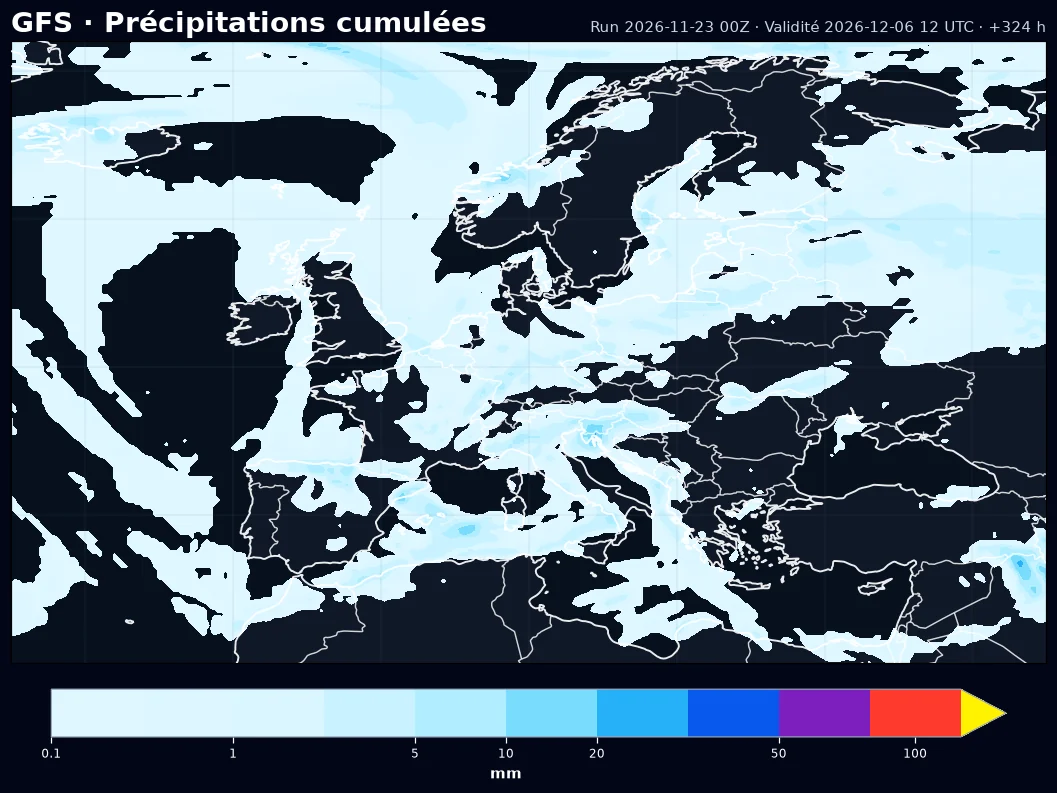 GFS · Précipitations cumulées
Run 2026-11-23 00Z · Validité 2026-12-06 12 UTC · +324 h
0.1 1 5 10 20 50 100
mm